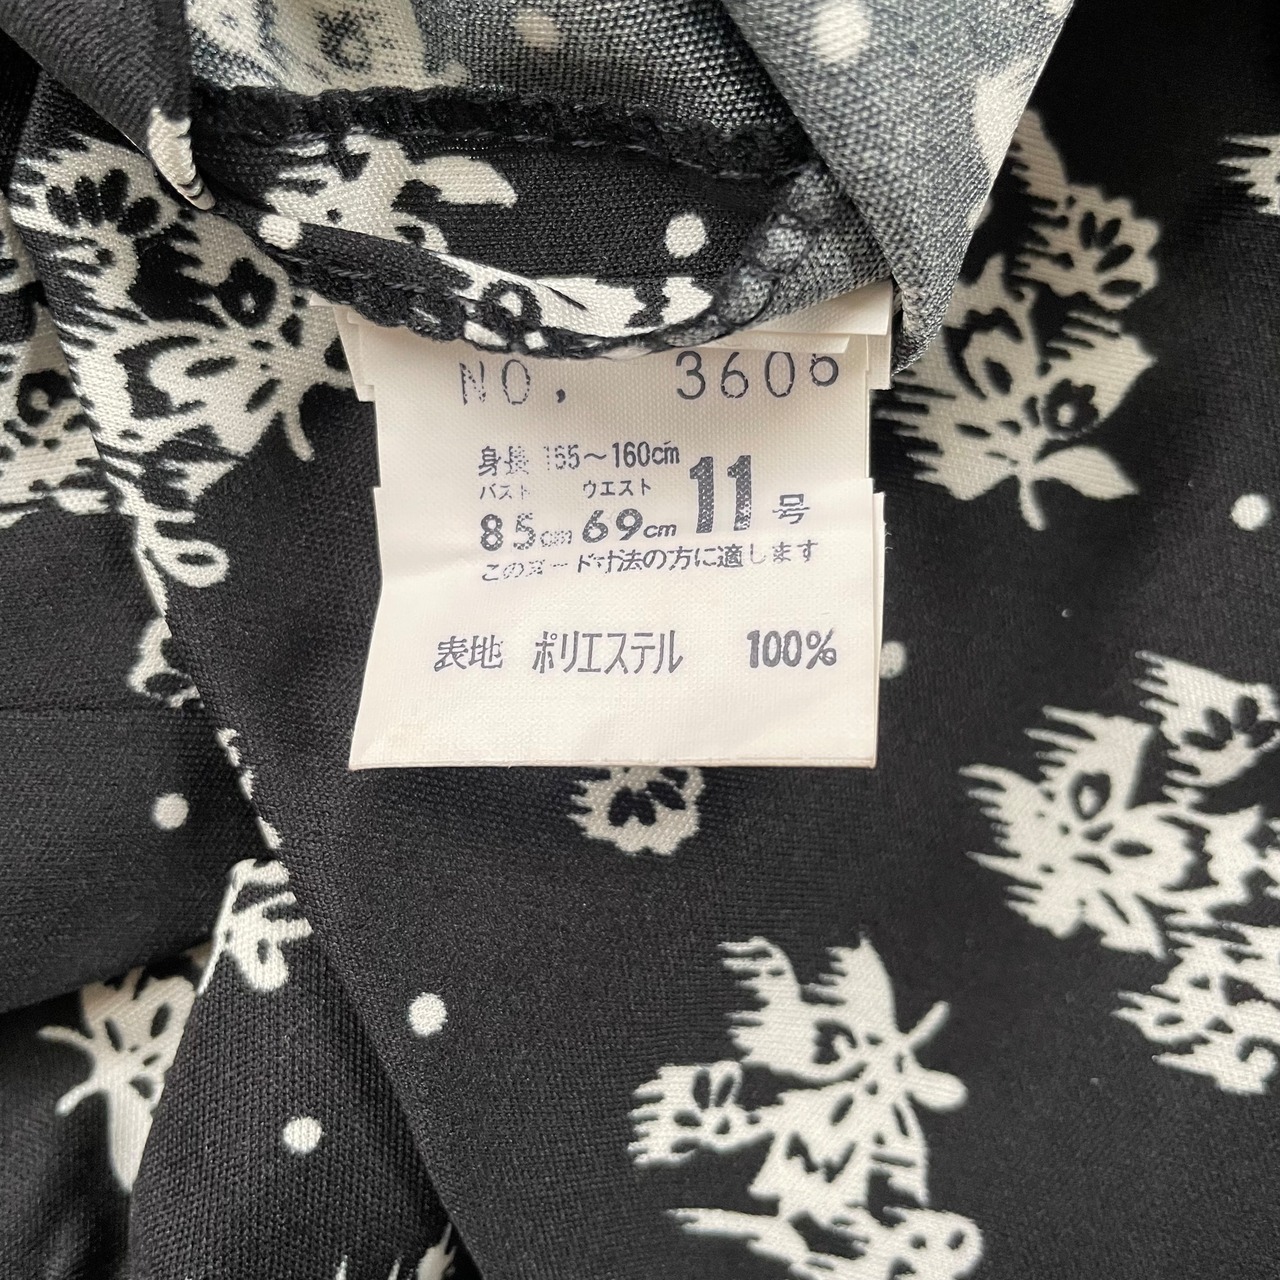 NO. 3606
身長 155～160cm
バスト ウエスト 11号
85cm 69cm
このヌード寸法の方に適します
表地 ポリエステル 100%